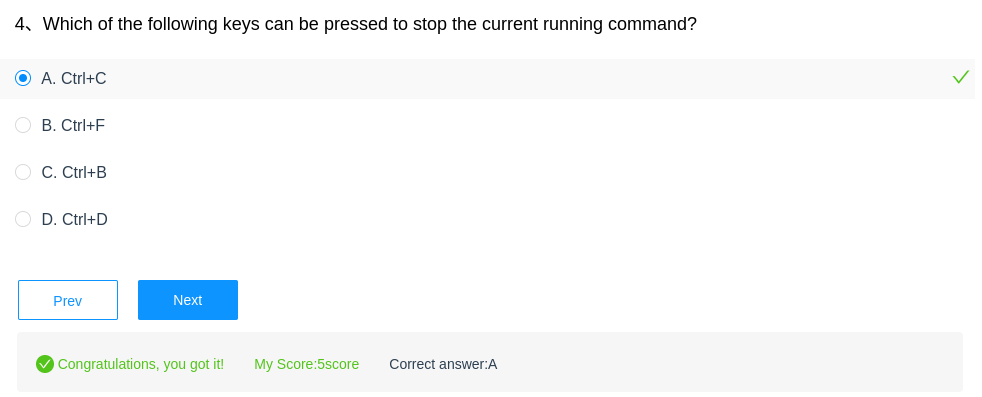 4、Which of the following keys can be pressed to stop the current running command?
A. Ctrl+C
B. Ctrl+F
C. Ctrl+B
D. Ctrl+D
Prev Next
Congratulations, you got it! My Score:5score Correct answer:A